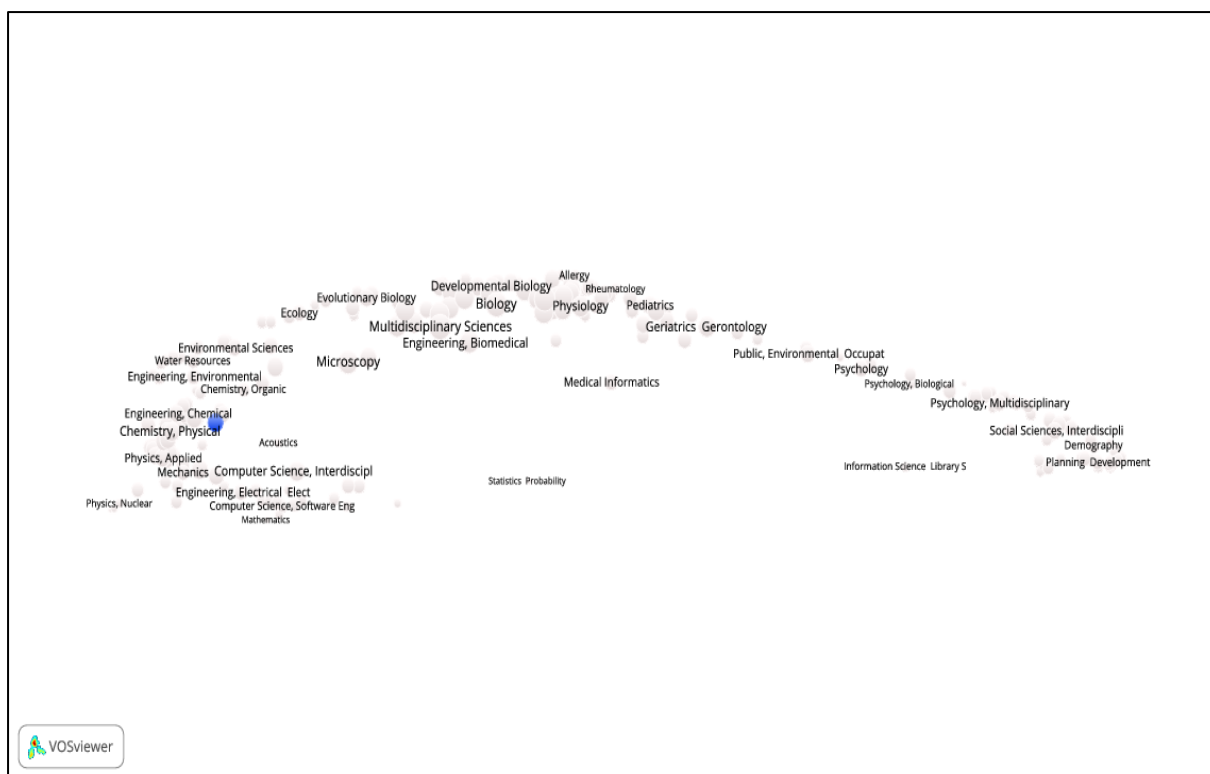 Allergy
Developmental Biology
Rheumatology
Evolutionary Biology
Biology
Physiology
Pediatrics
Ecology
Multidisciplinary Sciences
Geriatrics Gerontology
Engineering, Biomedical
Environmental Sciences
Public, Environmental Occupat
Water Resources
Microscopy
Psychology
Engineering, Environmental
Medical Informatics
Psychology, Biological
Chemistry, Organic
Psychology, Multidisciplinary
Engineering, Chemical
Chemistry, Physical
Social Sciences, Interdiscipli
Acoustics
Demography
Physics, Applied
Planning Development
Information Science Library S
Mechanics
Computer Science, Interdiscipl
Statistics Probability
Engineering, Electrical Elect
Physics, Nuclear
Computer Science, Software Eng
Mathematics
VOSviewer